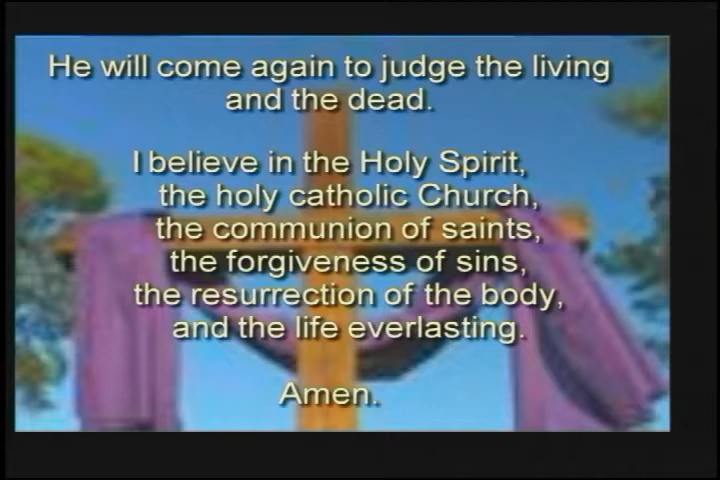 He will come again to judge the living
and the dead.
I believe in the Holy Spirit,
the holy catholic Church,
the communion of saints,
the forgiveness of sins,
the resurrection of the body,
and the life everlasting.
Amen.